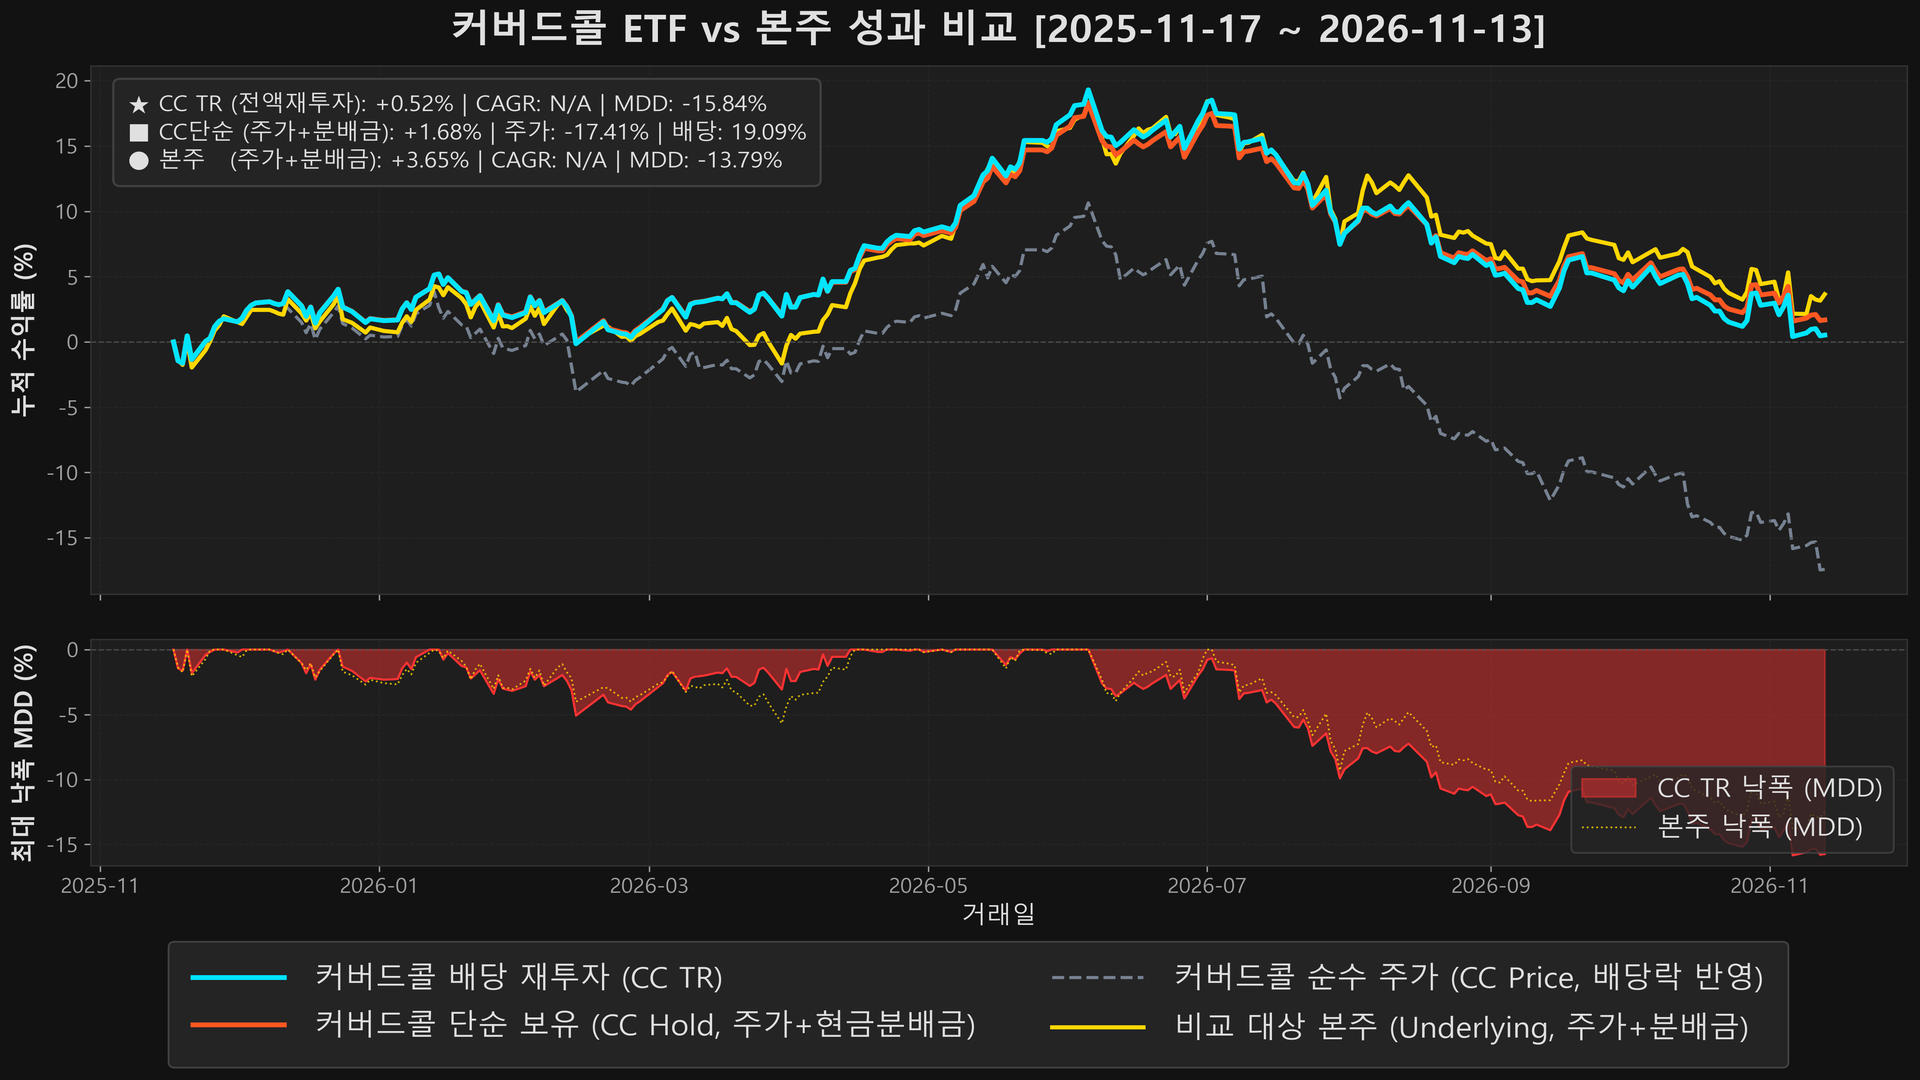 커버드콜 ETF vs 본주 성과 비교 [2025-11-17 ~ 2026-11-13]
★ CC TR (전액재투자): +0.52% | CAGR: N/A | MDD: -15.84%
■ CC단순 (주가+분배금): +1.68% | 주가: -17.41% | 배당: 19.09%
● 본주 (주가+분배금): +3.65% | CAGR: N/A | MDD: -13.79%
누적 수익률 (%)
20
15
10
5
0
-5
-10
-15
최대 낙폭 MDD (%)
0
-5
-10
-15
CC TR 낙폭 (MDD)
본주 낙폭 (MDD)
2025-11 2026-01 2026-03 2026-05 2026-07 2026-09 2026-11
거래일
커버드콜 배당 재투자 (CC TR)
커버드콜 단순 보유 (CC Hold, 주가+현금분배금)
커버드콜 순수 주가 (CC Price, 배당락 반영)
비교 대상 본주 (Underlying, 주가+분배금)